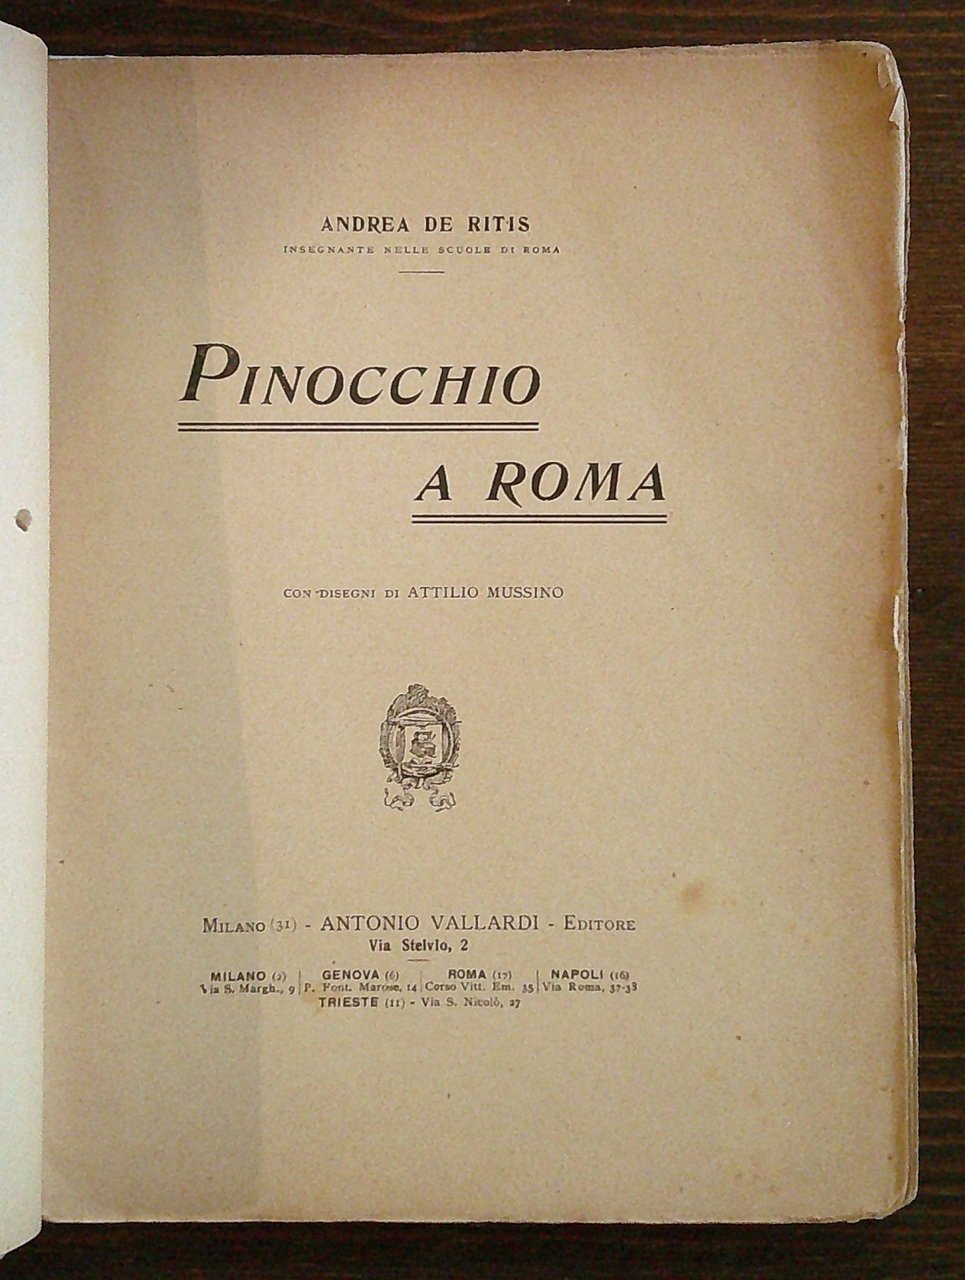 ANDREA DE RITIS
INSEGNANTE NELLE SCUOLE DI ROMA
PINOCCHIO
A ROMA
CON DISEGNI DI ATTILIO MUSSINO
MILANO (31) - ANTONIO VALLARDI - EDITORE
Via Stelvio, 2
MILANO (2) | GENOVA (6) | ROMA (17) | NAPOLI (16)
Via S. Margh., 9 | P. Font. Marose, 14 | Corso Vitt. Em. 35 | Via Roma, 37-38
TRIESTE (11) - Via S. Nicolò, 27